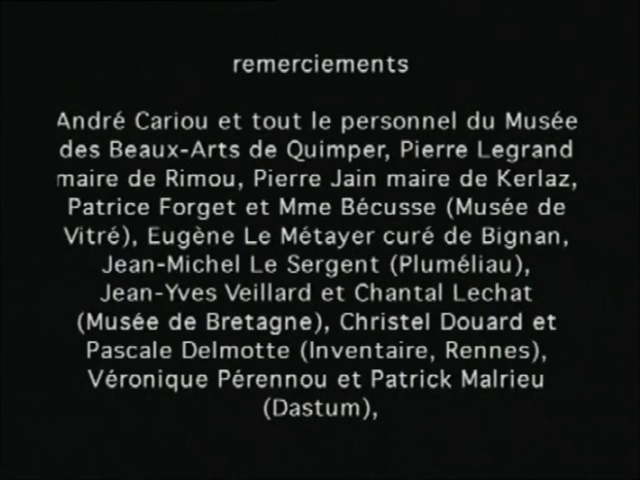 remerciements
André Cariou et tout le personnel du Musée
des Beaux-Arts de Quimper, Pierre Legrand
maire de Rimou, Pierre Jain maire de Kerlaz,
Patrice Forget et Mme Bécusse (Musée de
Vitré), Eugène Le Métayer curé de Bignan,
Jean-Michel Le Sergent (Pluméliau),
Jean-Yves Veillard et Chantal Lechat
(Musée de Bretagne), Christel Douard et
Pascale Delmotte (Inventaire, Rennes),
Véronique Pérennou et Patrick Malrieu
(Dastum),